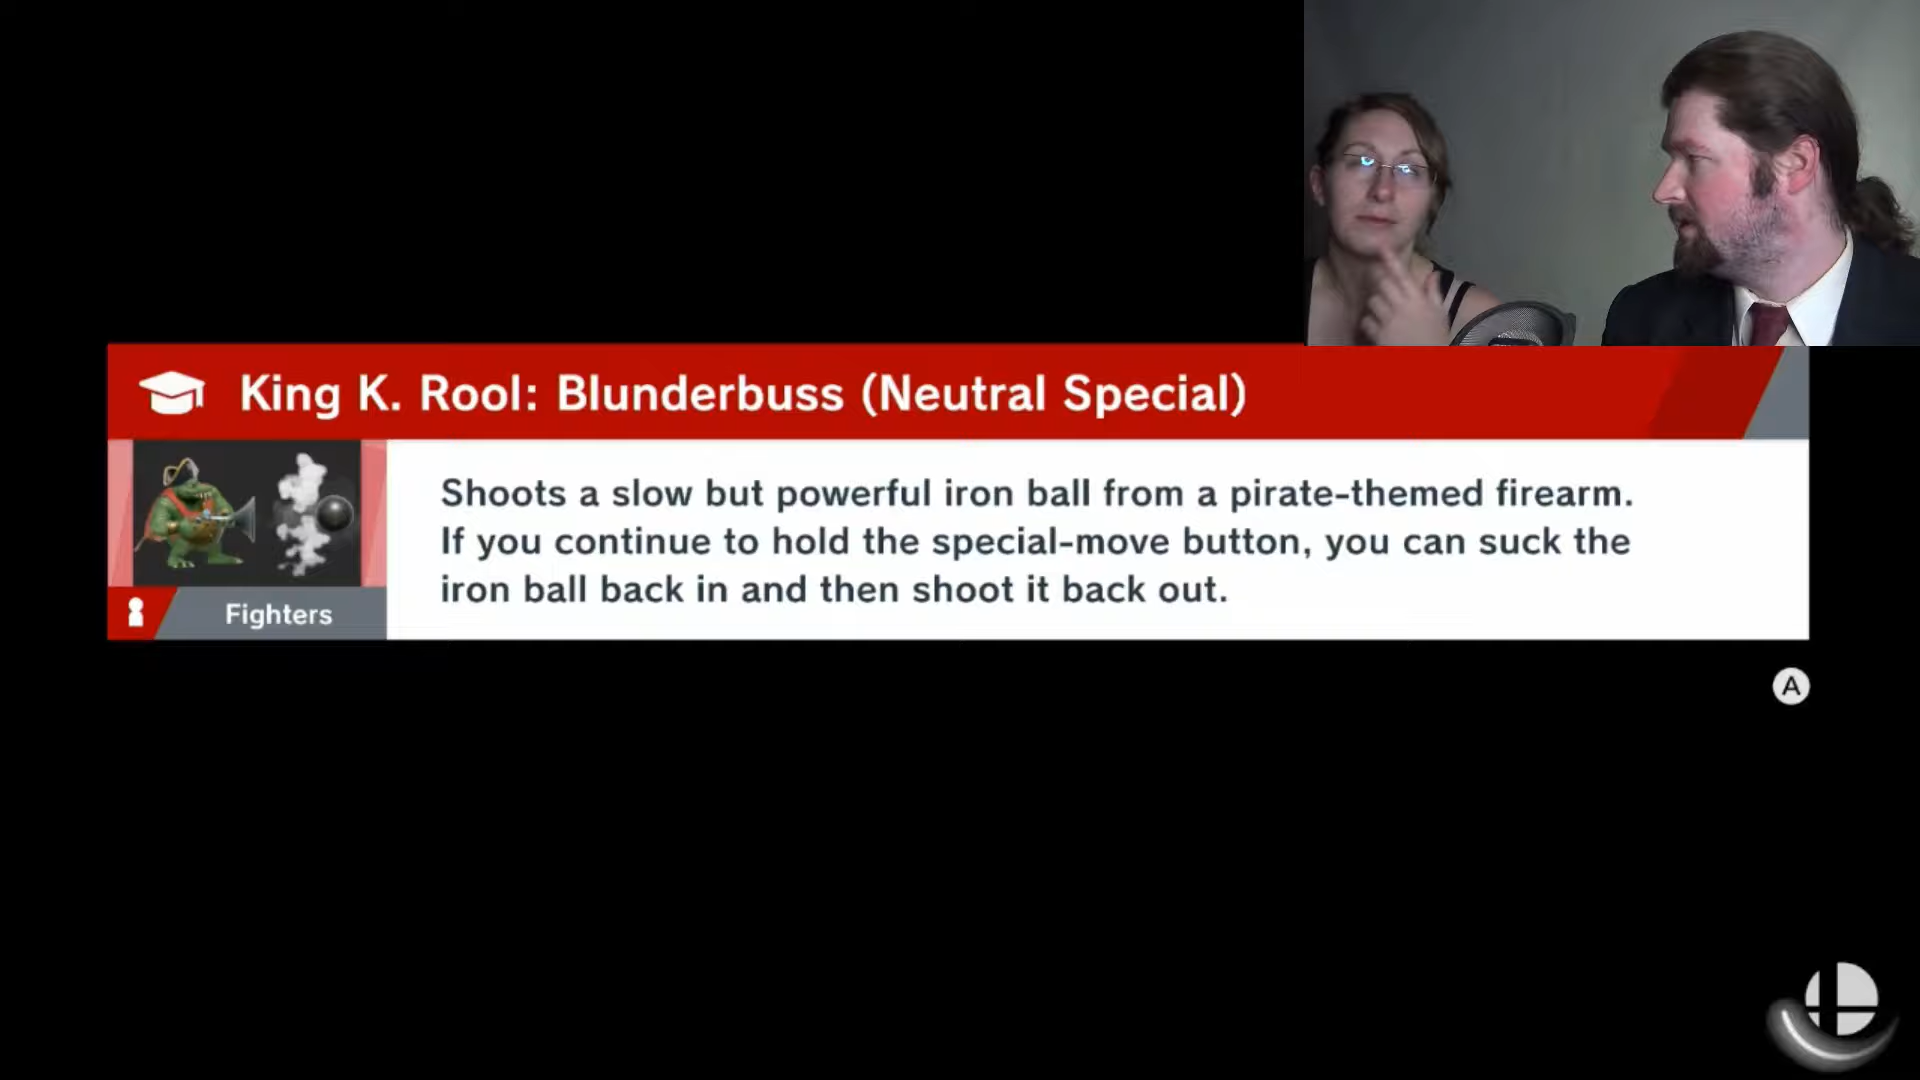 King K. Rool: Blunderbuss (Neutral Special)
Shoots a slow but powerful iron ball from a pirate-themed firearm.
If you continue to hold the special-move button, you can suck the
iron ball back in and then shoot it back out.
Fighters
A